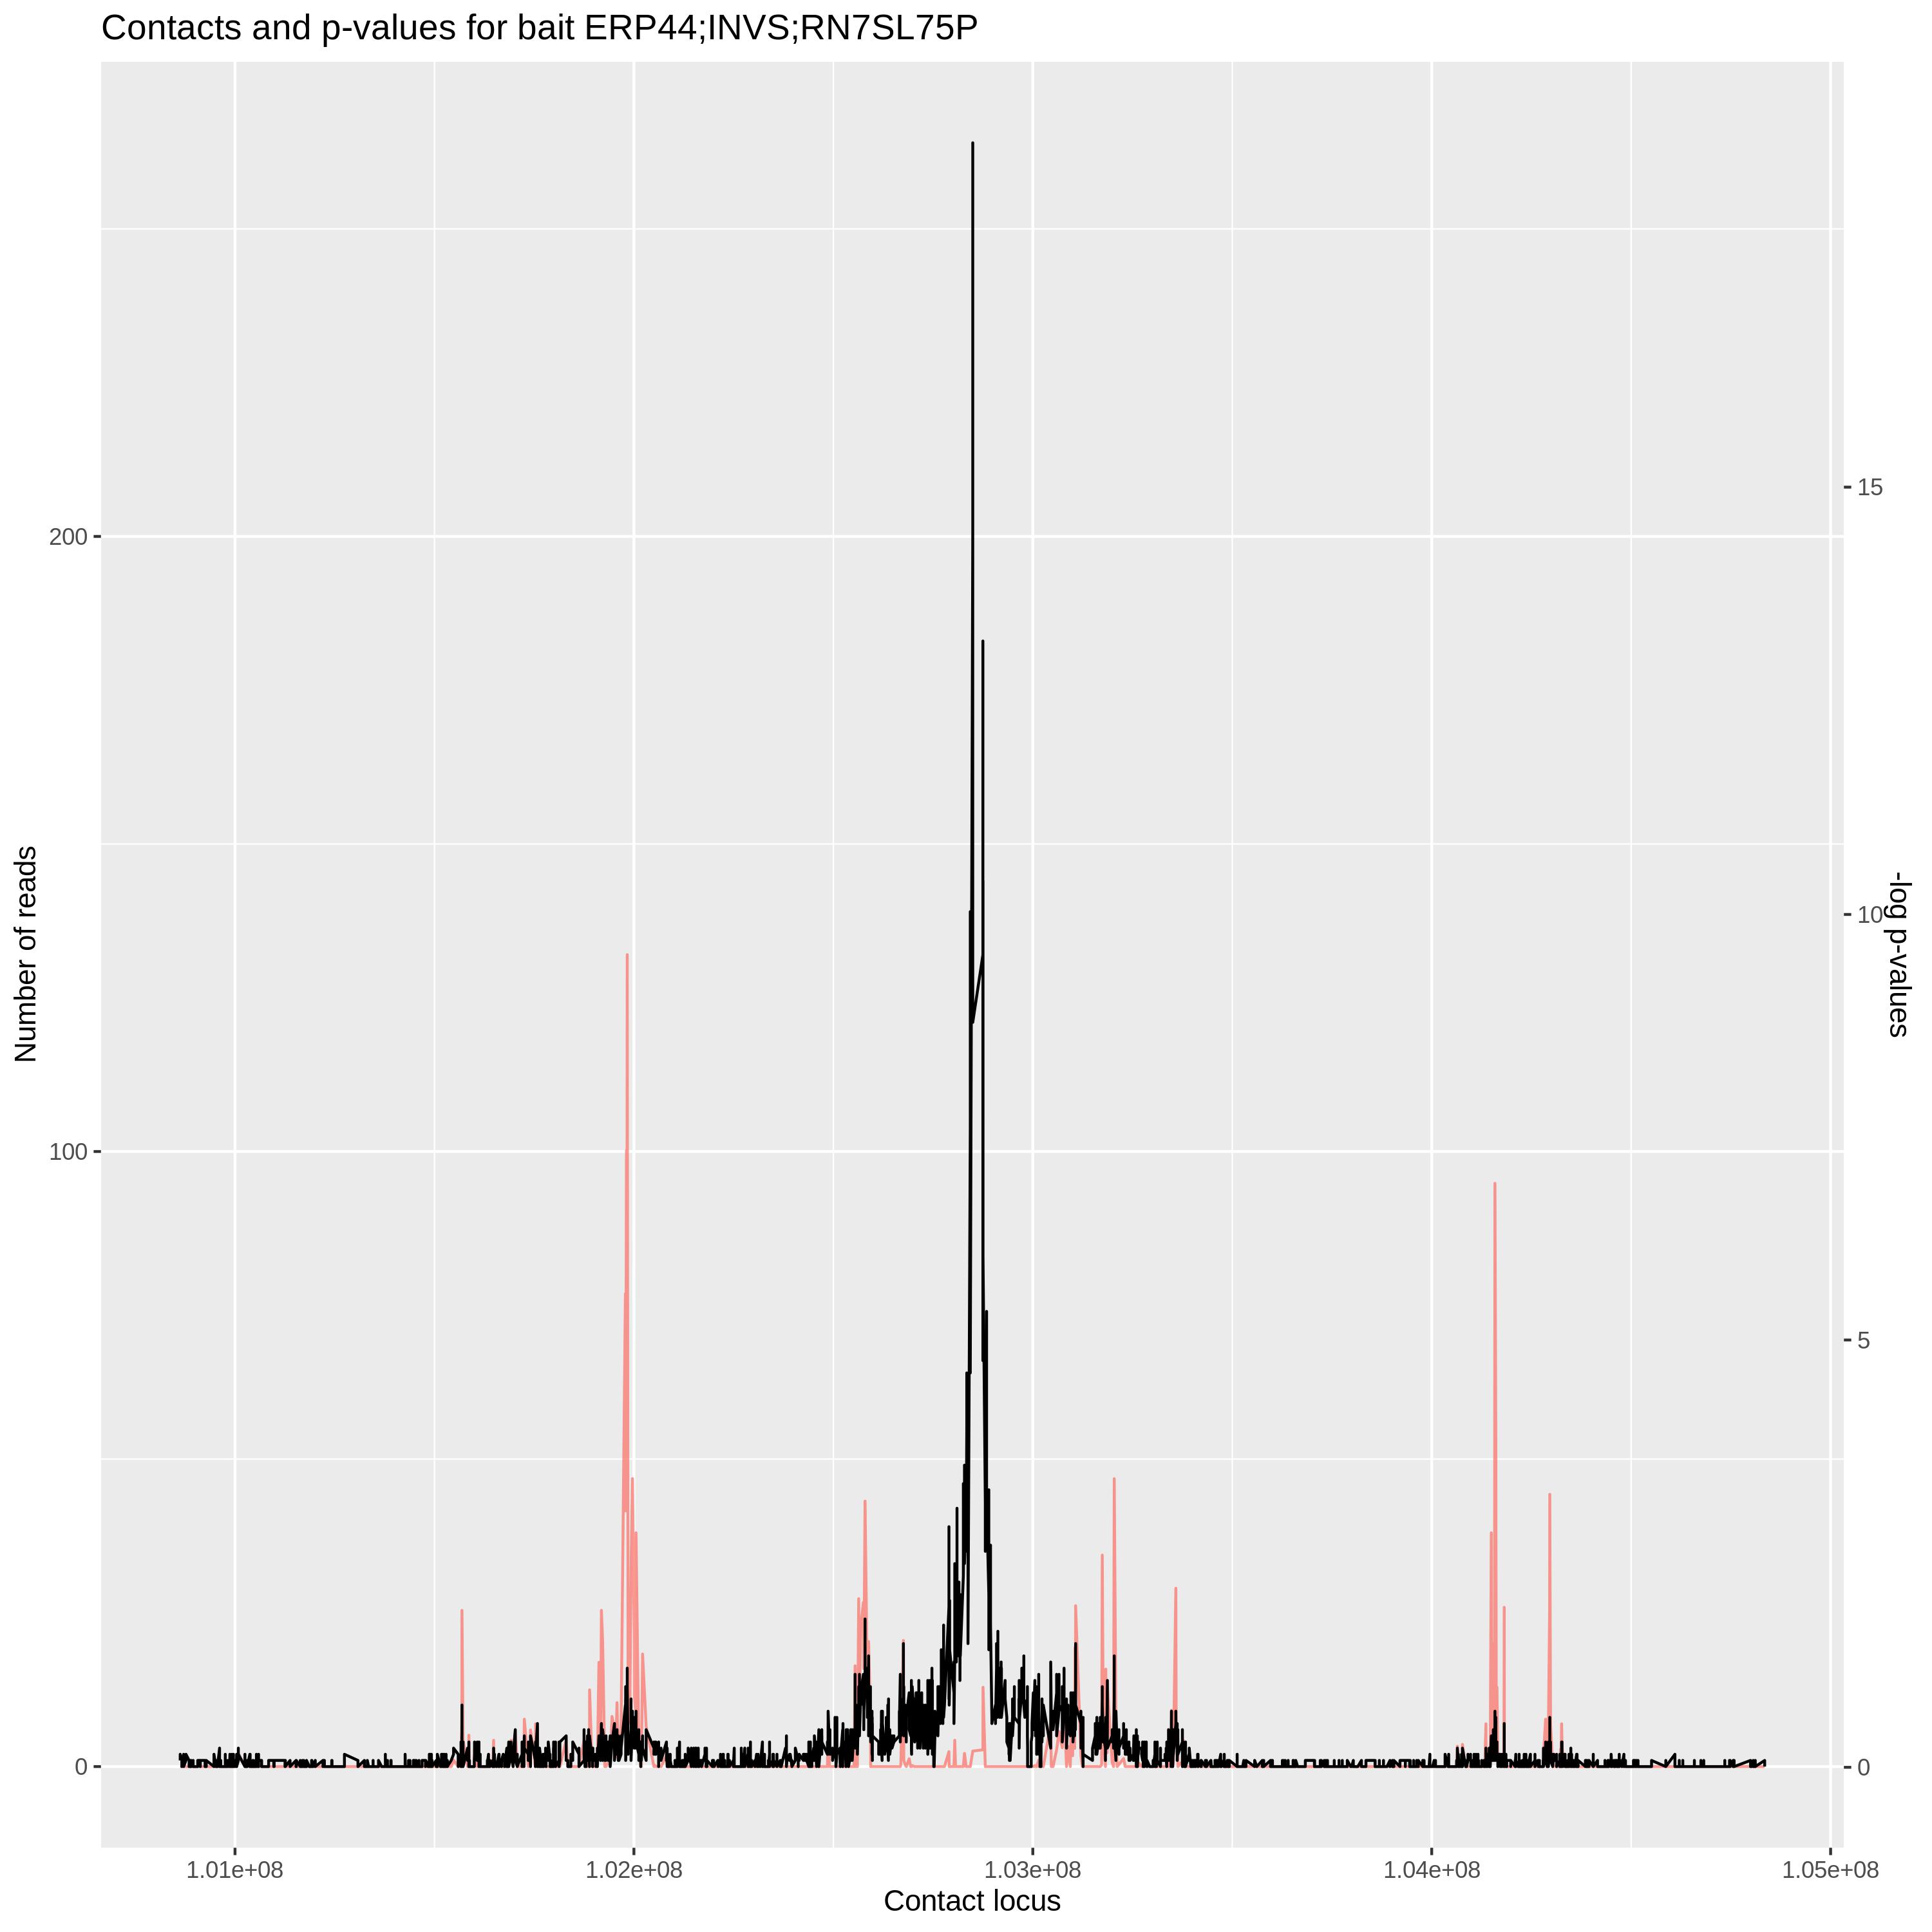 Contacts and p-values for bait ERP44;INVS;RN7SL75P
Number of reads
200
100
0
15
10
5
0
-log p-values
1.01e+08 1.02e+08 1.03e+08 1.04e+08 1.05e+08
Contact locus